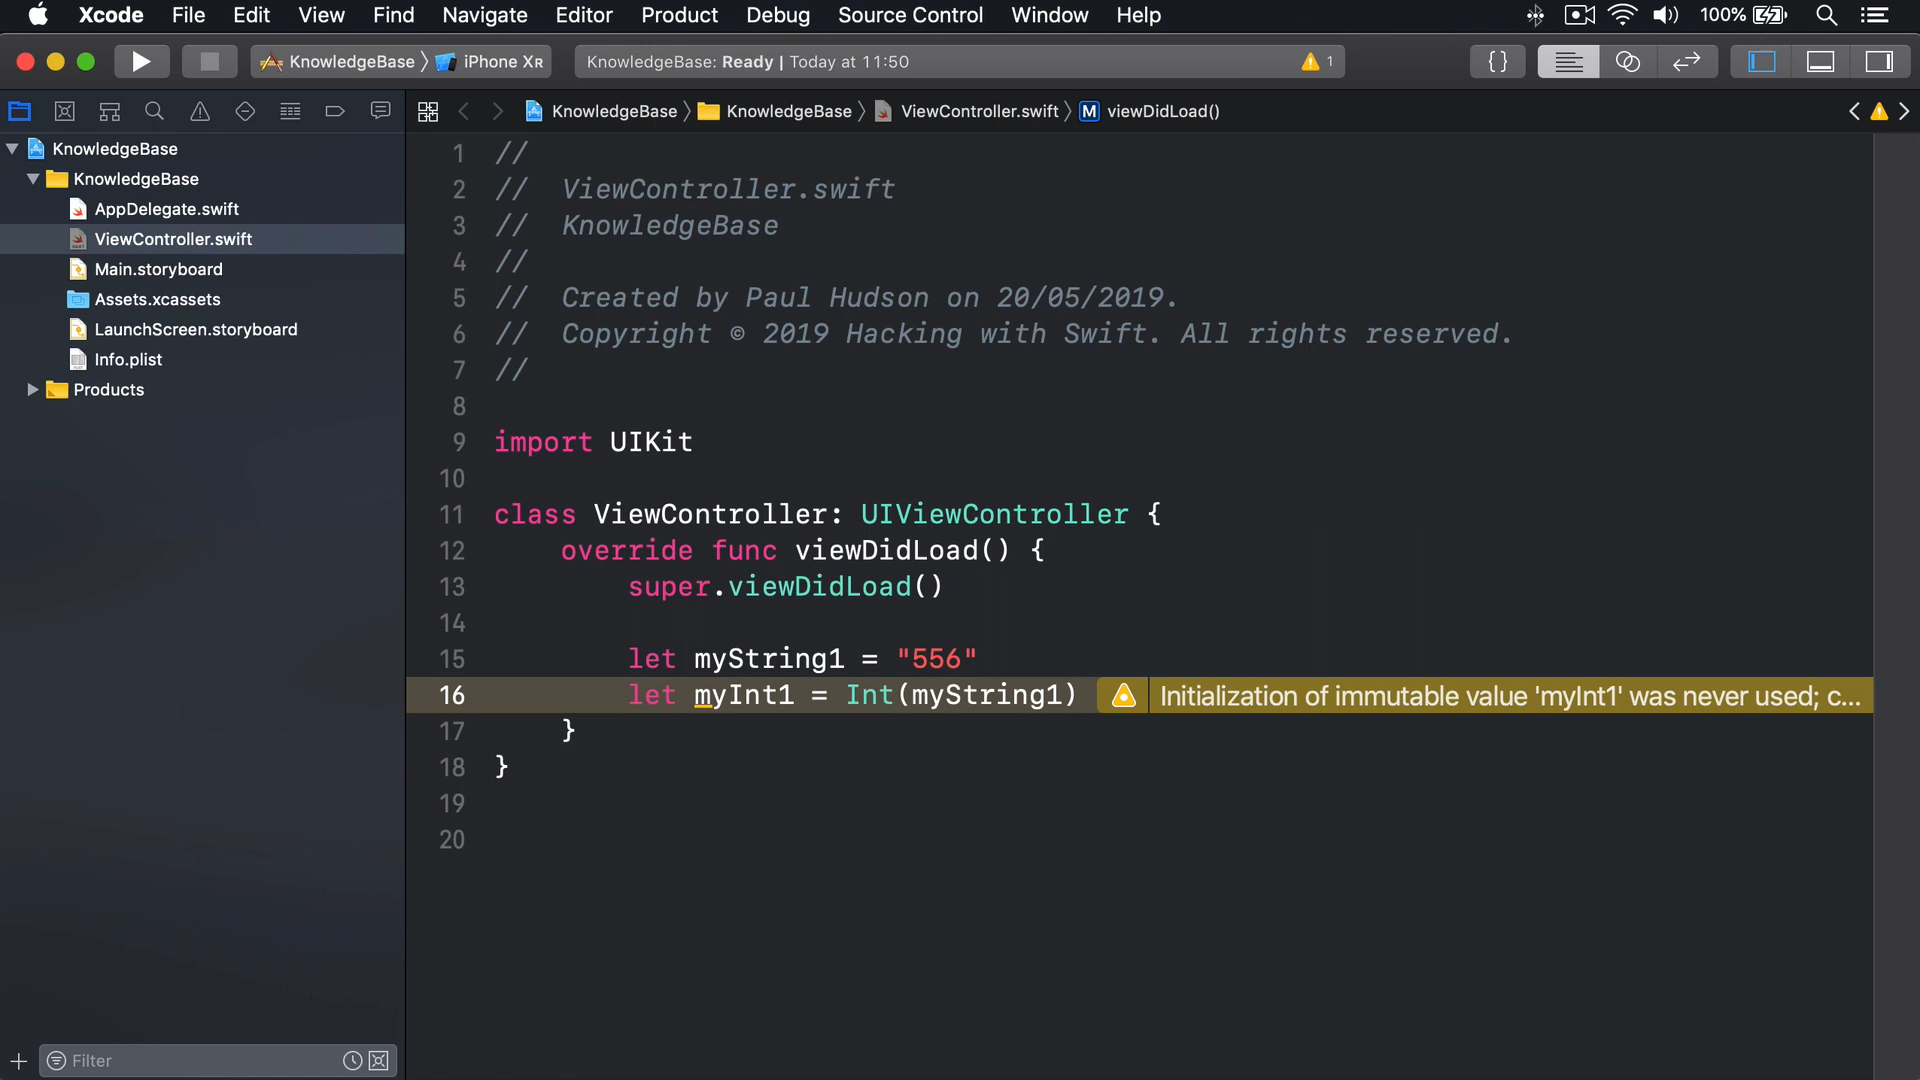 Xcode File Edit View Find Navigate Editor Product Debug Source Control Window Help 100%
KnowledgeBase iPhone XR KnowledgeBase: Ready | Today at 11:50 1 {}
KnowledgeBase KnowledgeBase ViewController.swift M viewDidLoad()
KnowledgeBase
KnowledgeBase
AppDelegate.swift
ViewController.swift
Main.storyboard
Assets.xcassets
LaunchScreen.storyboard
Info.plist
Products
1 //
2 // ViewController.swift
3 // KnowledgeBase
4 //
5 // Created by Paul Hudson on 20/05/2019.
6 // Copyright © 2019 Hacking with Swift. All rights reserved.
7 //
8
9 import UIKit
10
11 class ViewController: UIViewController {
12 override func viewDidLoad() {
13 super.viewDidLoad()
14
15 let myString1 = "556"
16 let myInt1 = Int(myString1) Initialization of immutable value 'myInt1' was never used; c...
17 }
18 }
19
20
Filter